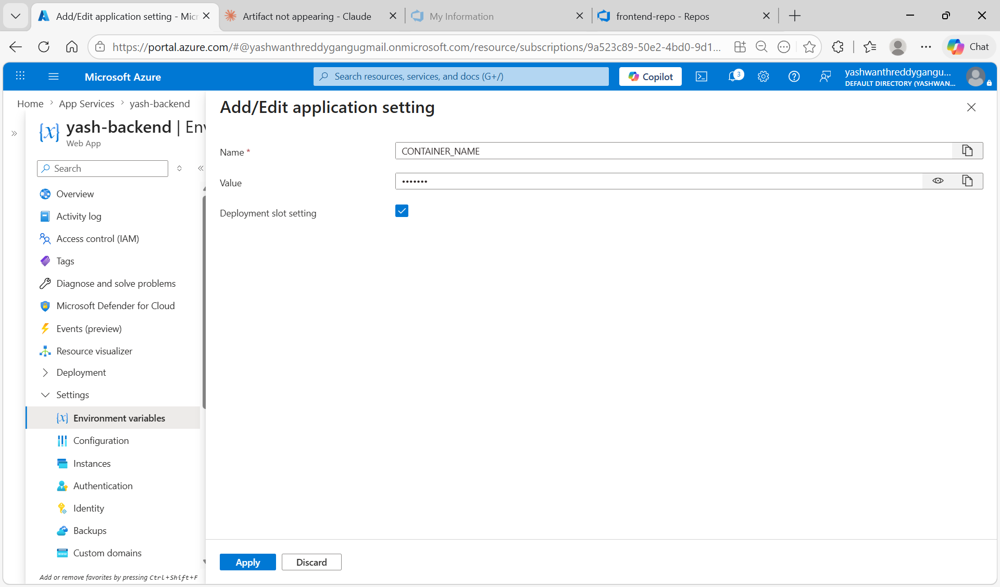 Add/Edit application setting - Micr
Artifact not appearing - Claude
My Information
frontend-repo - Repos
https://portal.azure.com/#@yashwanthreddygangugmail.onmicrosoft.com/resource/subscriptions/9a523c89-50e2-4bd0-9d1...
Chat
Microsoft Azure
Search resources, services, and docs (G+/)
Copilot
3
yashwanthreddygangu...
DEFAULT DIRECTORY (YASHWAN...
Home > App Services > yash-backend
yash-backend | Env
Web App
Search
Overview
Activity log
Access control (IAM)
Tags
Diagnose and solve problems
Microsoft Defender for Cloud
Events (preview)
Resource visualizer
Deployment
Settings
Environment variables
Configuration
Instances
Authentication
Identity
Backups
Custom domains
Add or remove favorites by pressing Ctrl+Shift+F
Add/Edit application setting
Name *
CONTAINER_NAME
Value
•••••••
Deployment slot setting
Apply
Discard